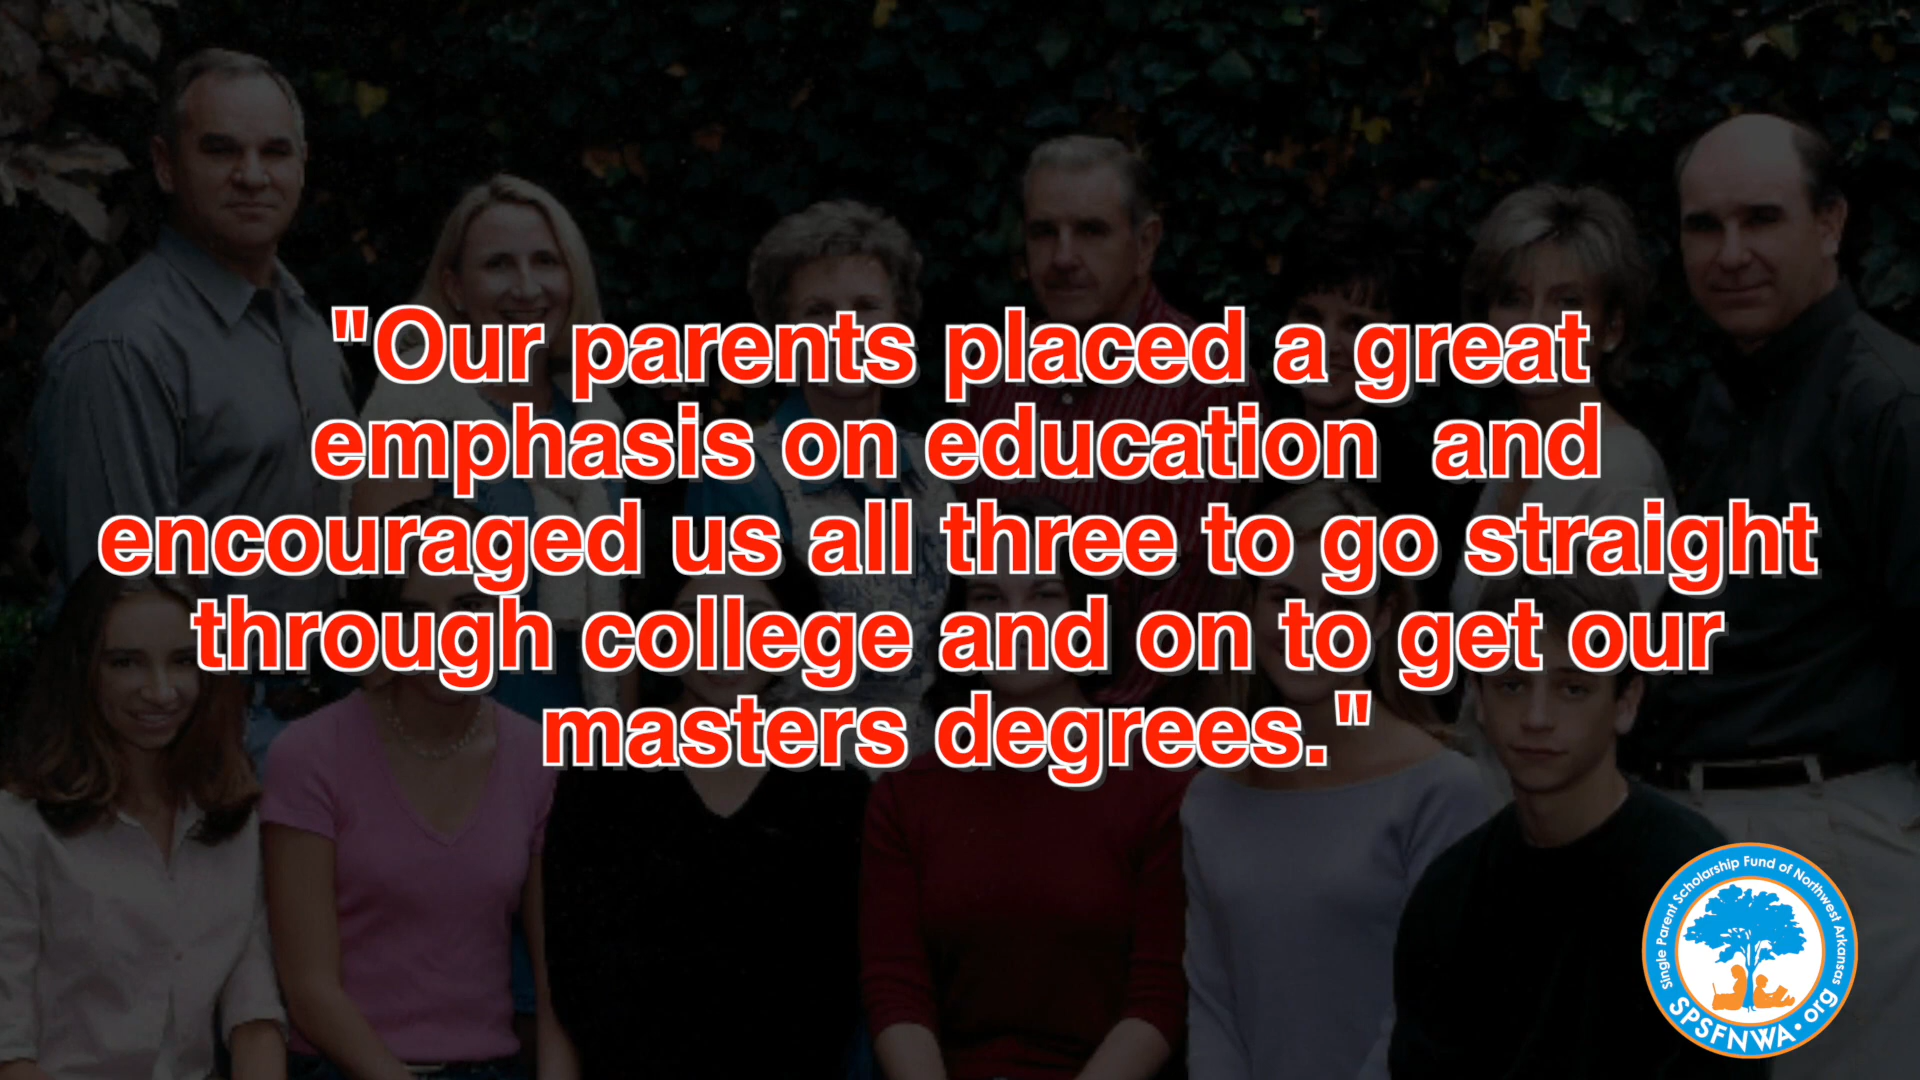 "Our parents placed a great
emphasis on education  and
encouraged us all three to go straight
through college and on to get our
masters degrees."
Single Parent Scholarship Fund of Northwest Arkansas
SPSFNWA•org